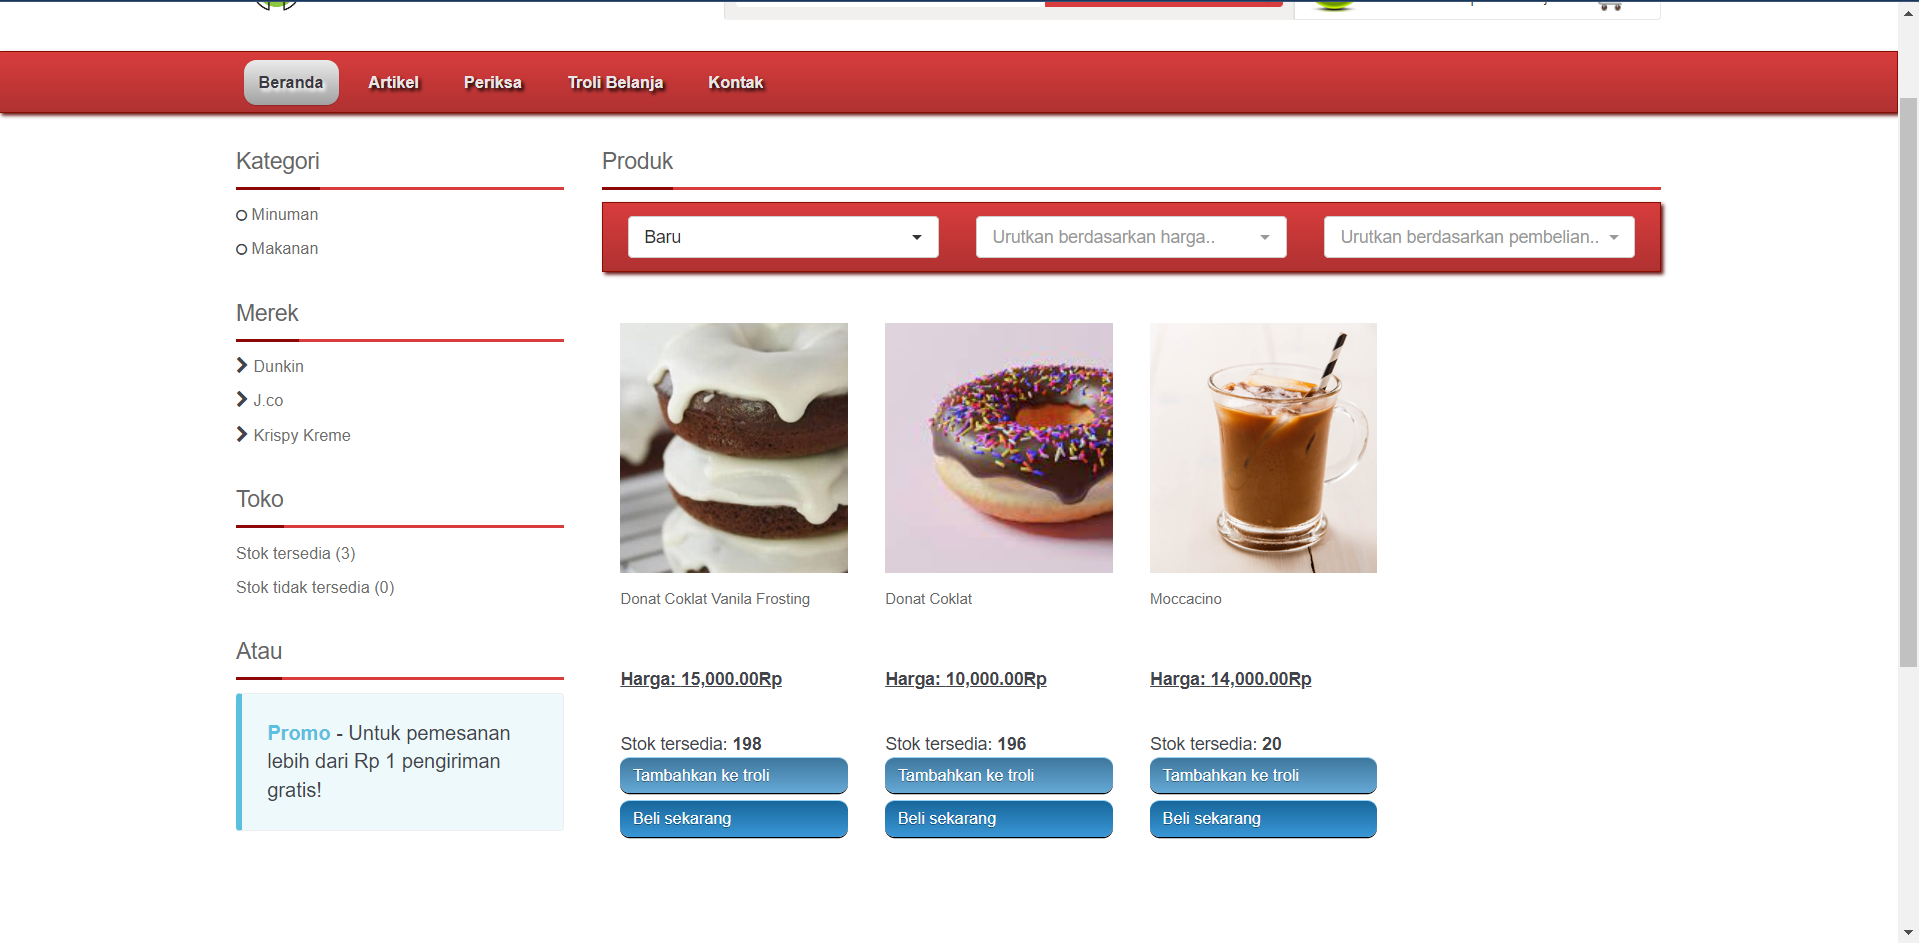 Beranda
Artikel
Periksa
Troli Belanja
Kontak
Kategori
Minuman
Makanan
Merek
Dunkin
J.co
Krispy Kreme
Toko
Stok tersedia (3)
Stok tidak tersedia (0)
Atau
Promo - Untuk pemesanan
lebih dari Rp 1 pengiriman
gratis!
Produk
Baru
Urutkan berdasarkan harga..
Urutkan berdasarkan pembelian..
Donat Coklat Vanila Frosting
Harga: 15,000.00Rp
Stok tersedia: 198
Tambahkan ke troli
Beli sekarang
Donat Coklat
Harga: 10,000.00Rp
Stok tersedia: 196
Tambahkan ke troli
Beli sekarang
Moccacino
Harga: 14,000.00Rp
Stok tersedia: 20
Tambahkan ke troli
Beli sekarang